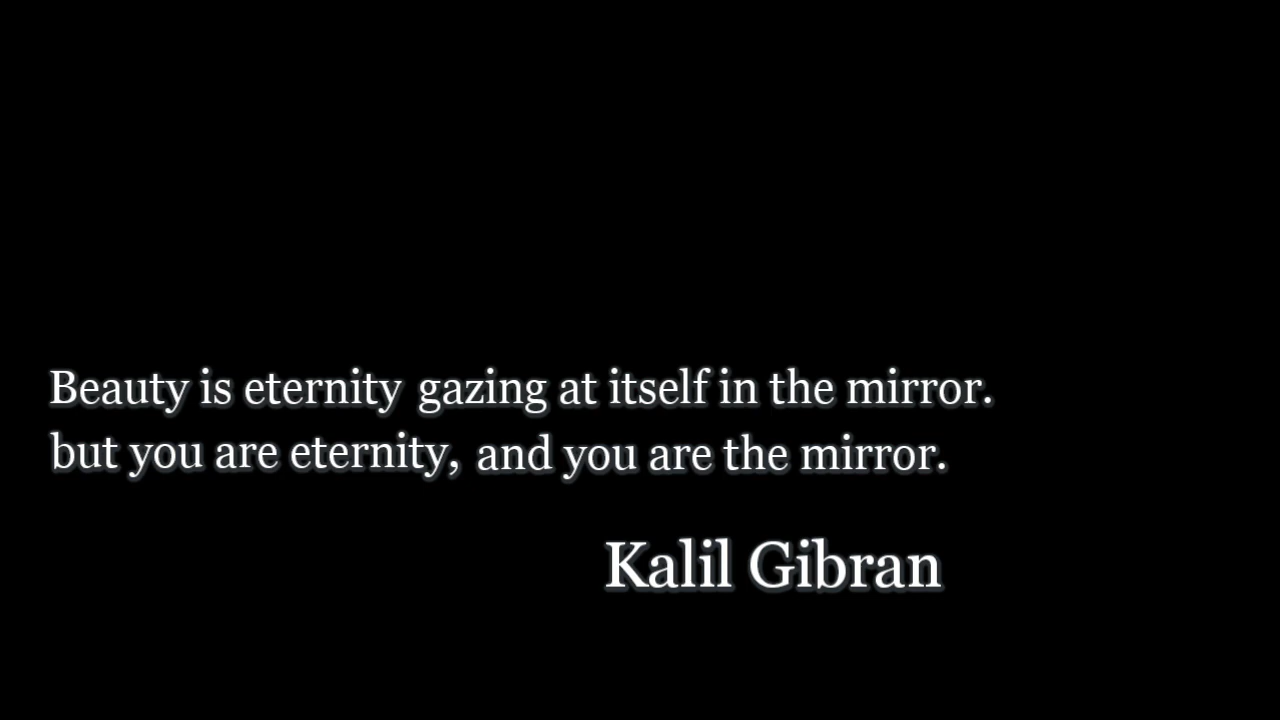 Beauty is eternity gazing at itself in the mirror.
but you are eternity, and you are the mirror.
Kalil Gibran